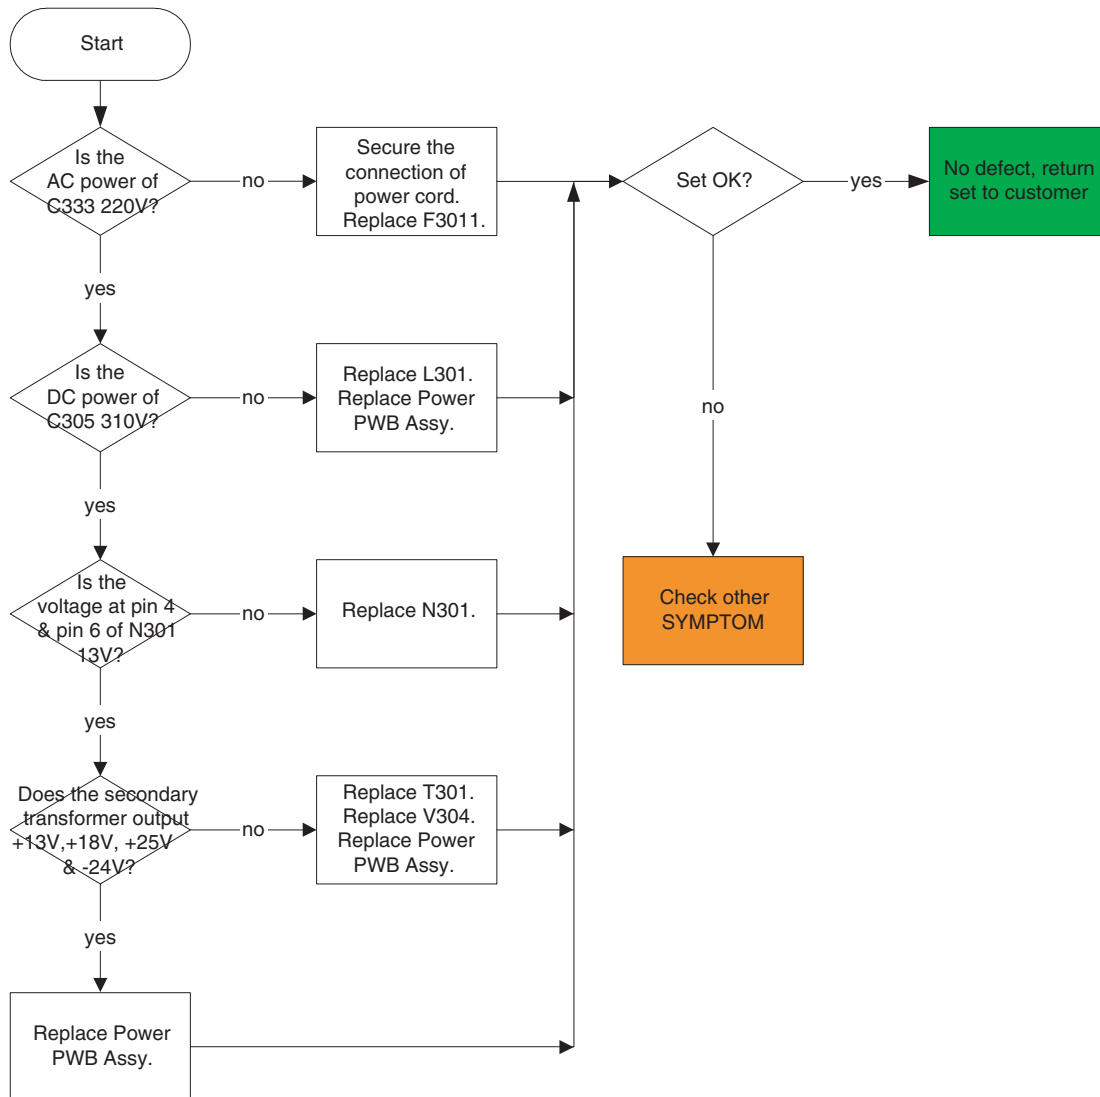 Start
Is the
AC power of
C333 220V?
no
Secure the
connection of
power cord.
Replace F3011.
Set OK?
yes
No defect, return
set to customer
yes
Is the
DC power of
C305 310V?
no
Replace L301.
Replace Power
PWB Assy.
no
yes
Is the
voltage at pin 4
& pin 6 of N301
13V?
no
Replace N301.
Check other
SYMPTOM
yes
Does the secondary
transformer output
+13V,+18V, +25V
& -24V?
no
Replace T301.
Replace V304.
Replace Power
PWB Assy.
yes
Replace Power
PWB Assy.